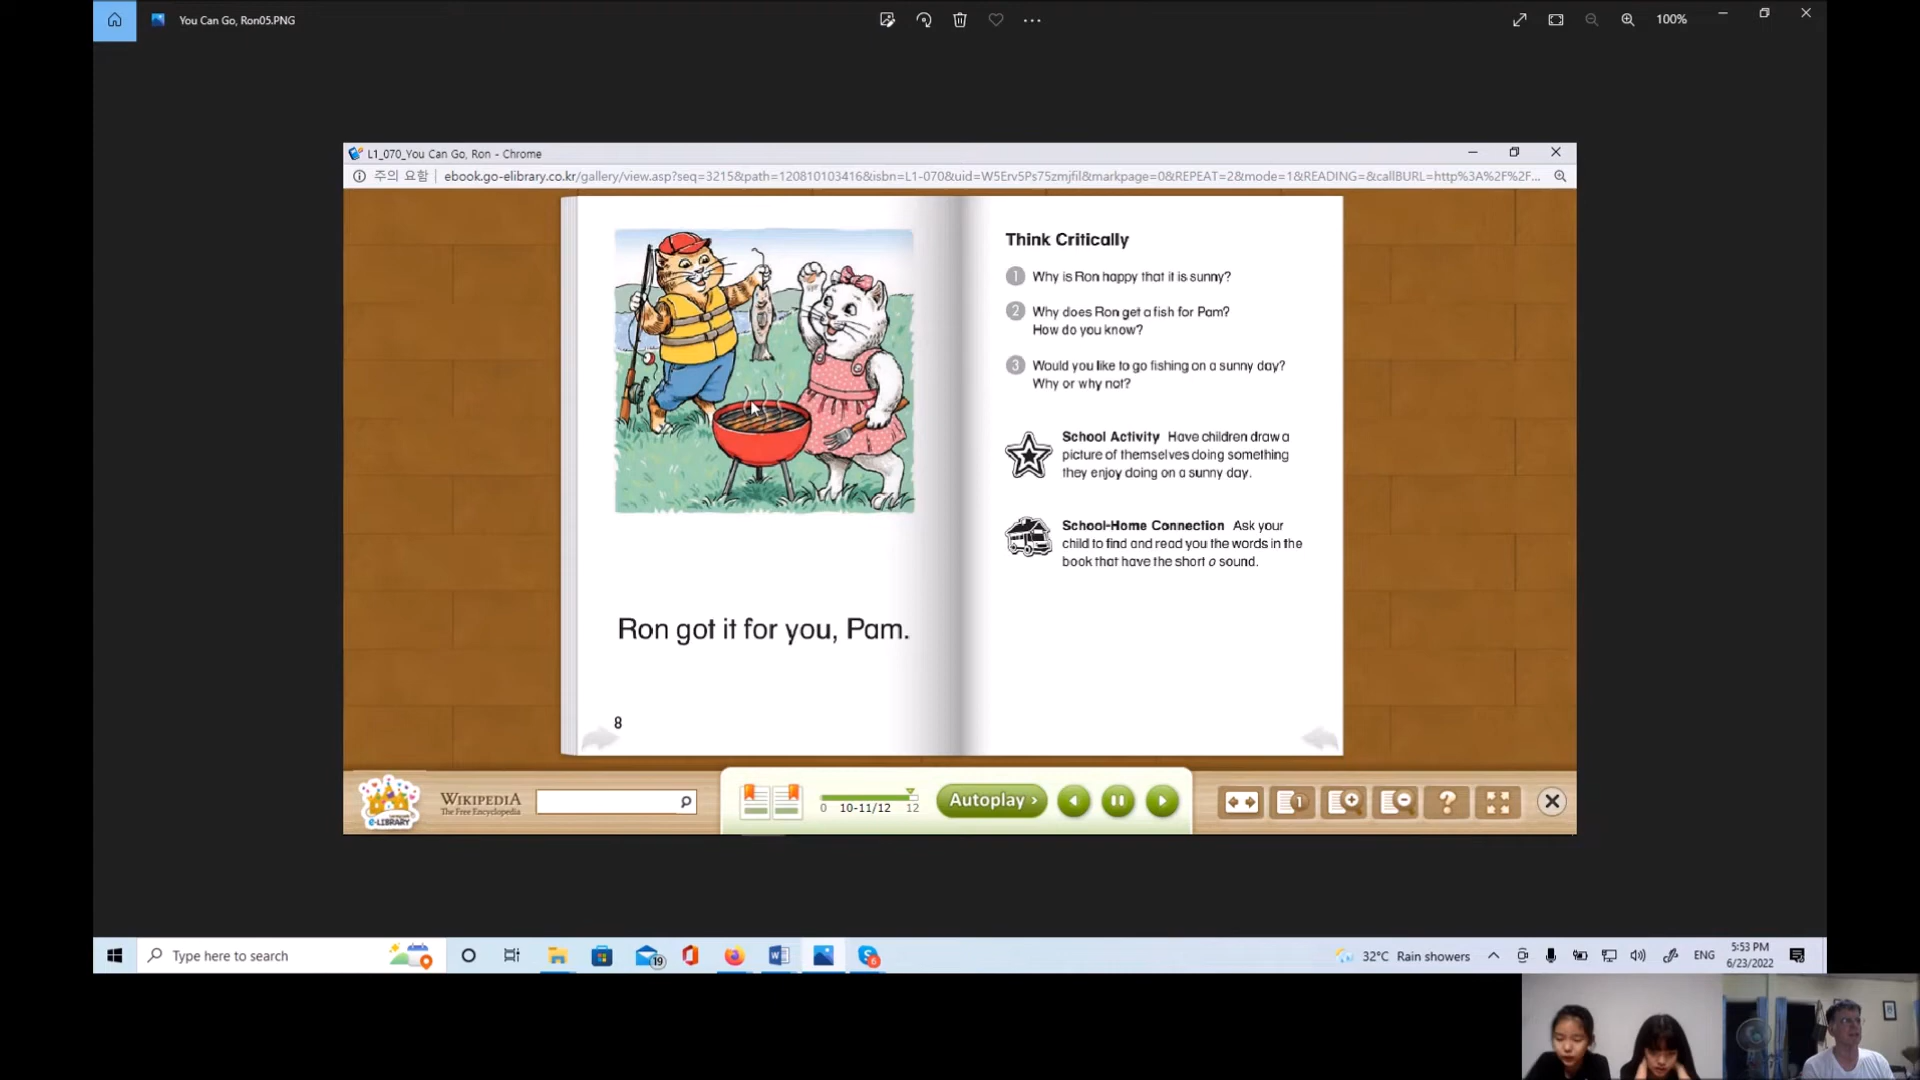 You Can Go, Ron05.PNG
100%
L1_070_You Can Go, Ron - Chrome
주의 요함
ebook.go-elibrary.co.kr/gallery/view.asp?seq=3215&path=120810103416&isbn=L1-070&uid=W5Erv5Ps75zmjfil&markpage=0&REPEAT=2&mode=1&READING=&callBURL=http%3A%2F%2F...
Ron got it for you, Pam.
8
Think Critically
1 Why is Ron happy that it is sunny?
2 Why does Ron get a fish for Pam?
How do you know?
3 Would you like to go fishing on a sunny day?
Why or why not?
School Activity Have children draw a
picture of themselves doing something
they enjoy doing on a sunny day.
School-Home Connection Ask your
child to find and read you the words in the
book that have the short o sound.
e-LIBRARY
WIKIPEDIA
The Free Encyclopedia
0 10-11/12 12
Autoplay ›
1
?
Type here to search
19
6
32°C Rain showers
ENG
5:53 PM
6/23/2022